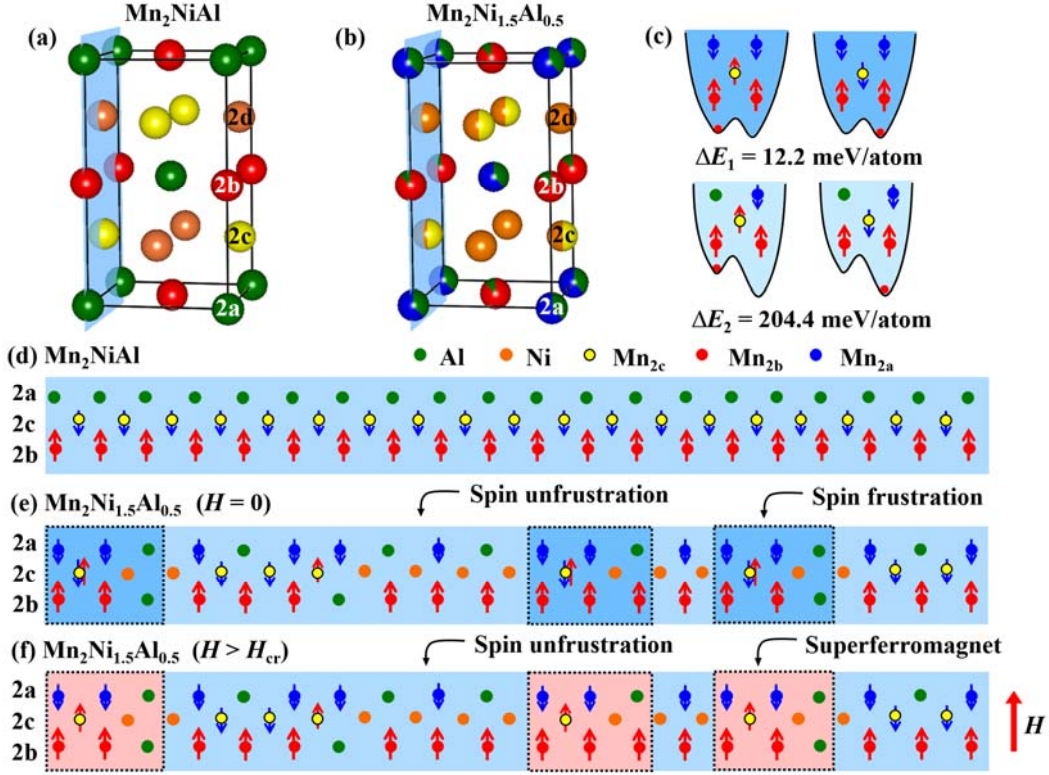 Mn₂NiAl
Mn₂Ni₁.₅Al₀.₅
(a)
(b)
(c)
2d
2b
2c
2a
2d
2b
2c
2a
ΔE₁ = 12.2 meV/atom
ΔE₂ = 204.4 meV/atom
(d) Mn₂NiAl
Al
Ni
Mn₂c
Mn₂b
Mn₂a
2a
2c
2b
(e) Mn₂Ni₁.₅Al₀.₅ (H = 0)
Spin unfrustration
Spin frustration
2a
2c
2b
(f) Mn₂Ni₁.₅Al₀.₅ (H > Hcr)
Spin unfrustration
Superferromagnet
2a
2c
2b
H